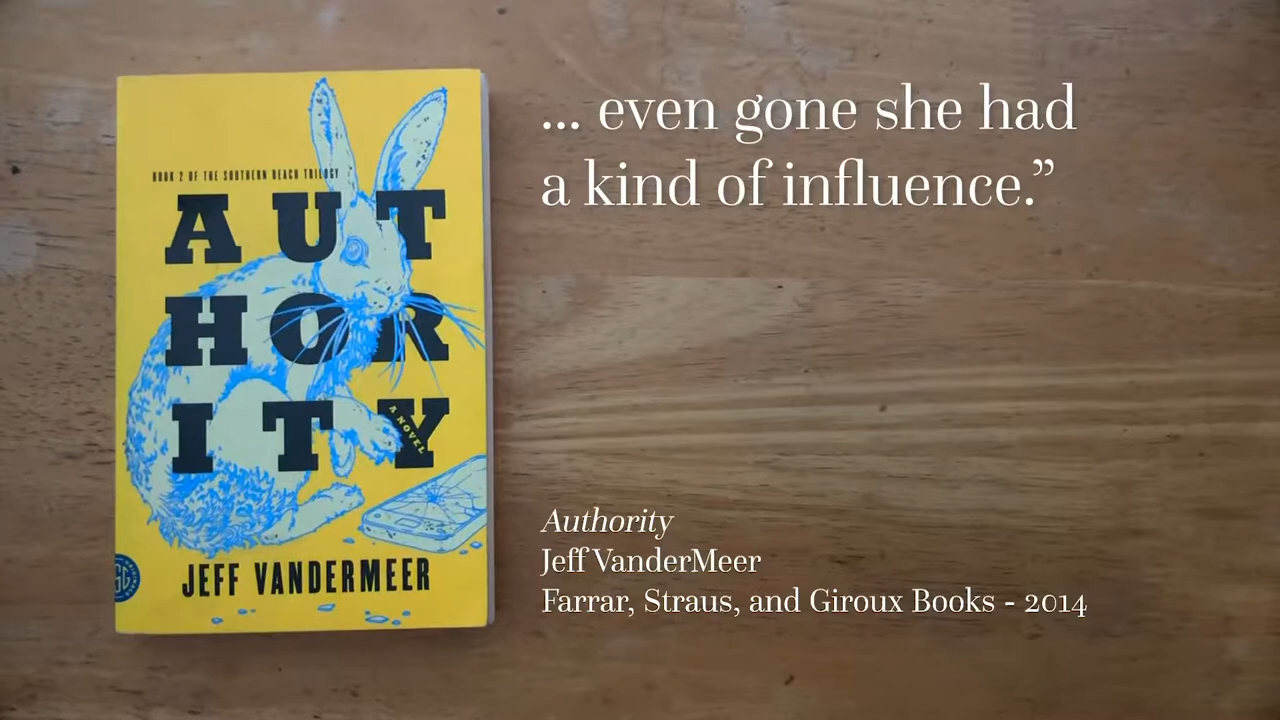 BOOK 2 OF THE SOUTHERN REACH TRILOGY
AUT
HOR
ITY
A NOVEL
JEFF VANDERMEER
... even gone she had
a kind of influence.”
Authority
Jeff VanderMeer
Farrar, Straus, and Giroux Books - 2014